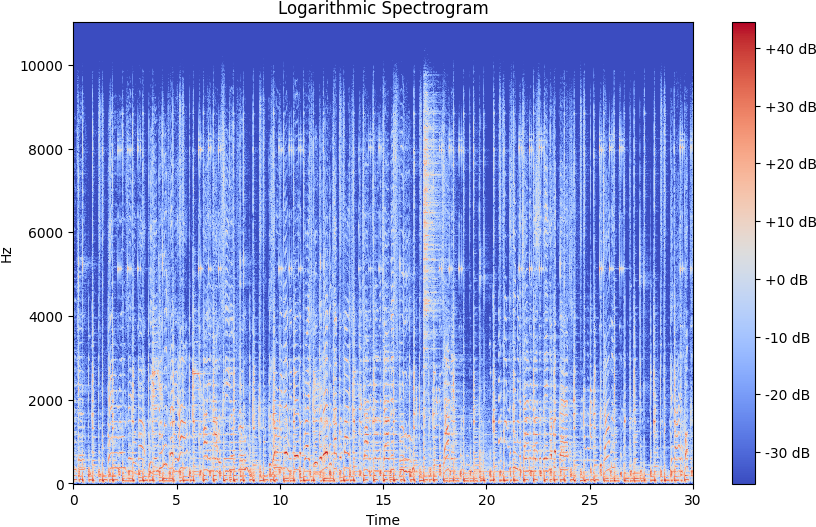 Logarithmic Spectrogram
Hz
10000
8000
6000
4000
2000
0
0 5 10 15 20 25 30
Time
+40 dB
+30 dB
+20 dB
+10 dB
+0 dB
-10 dB
-20 dB
-30 dB